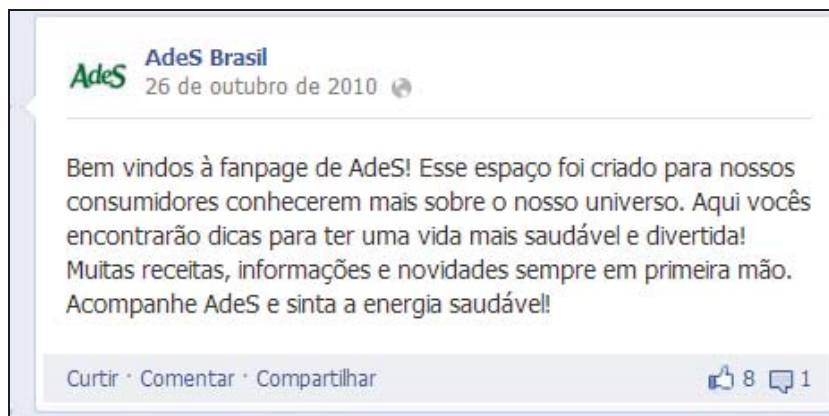 AdeS
AdeS Brasil
26 de outubro de 2010
Bem vindos à fanpage de AdeS! Esse espaço foi criado para nossos
consumidores conhecerem mais sobre o nosso universo. Aqui vocês
encontrarão dicas para ter uma vida mais saudável e divertida!
Muitas receitas, informações e novidades sempre em primeira mão.
Acompanhe AdeS e sinta a energia saudável!
Curtir · Comentar · Compartilhar 8 1